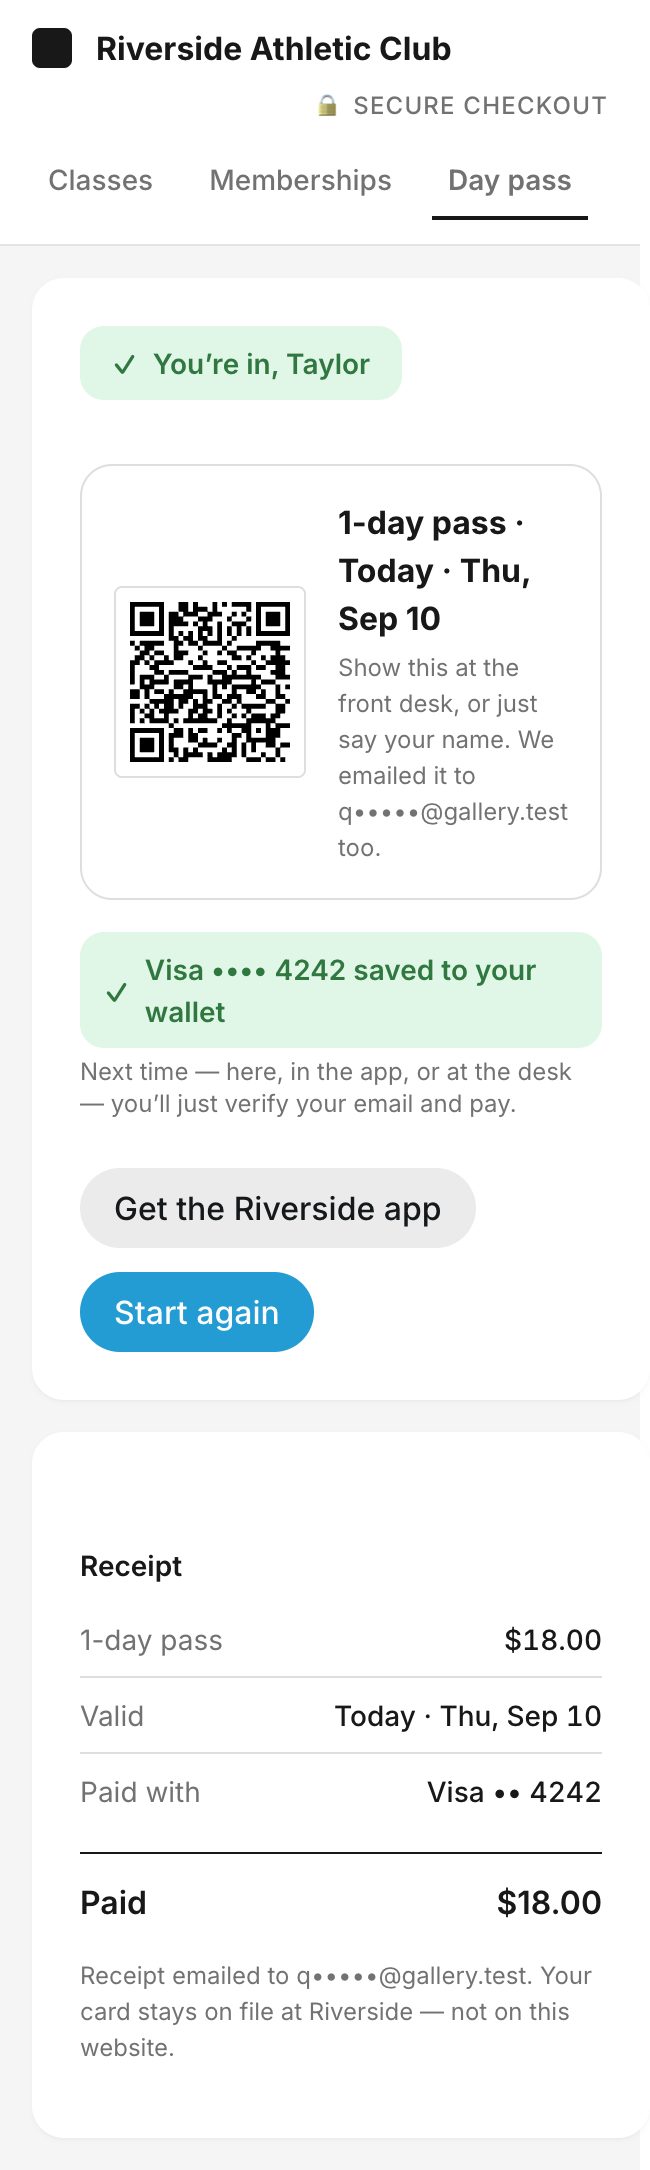 Riverside Athletic Club
🔒 SECURE CHECKOUT
Classes Memberships Day pass
✓ You’re in, Taylor
1-day pass ·
Today · Thu,
Sep 10
Show this at the
front desk, or just
say your name. We
emailed it to
q•••••@gallery.test
too.
✓ Visa •••• 4242 saved to your
wallet
Next time — here, in the app, or at the desk
— you’ll just verify your email and pay.
Get the Riverside app
Start again
Receipt
1-day pass $18.00
Valid Today · Thu, Sep 10
Paid with Visa •• 4242
Paid $18.00
Receipt emailed to q•••••@gallery.test. Your
card stays on file at Riverside — not on this
website.